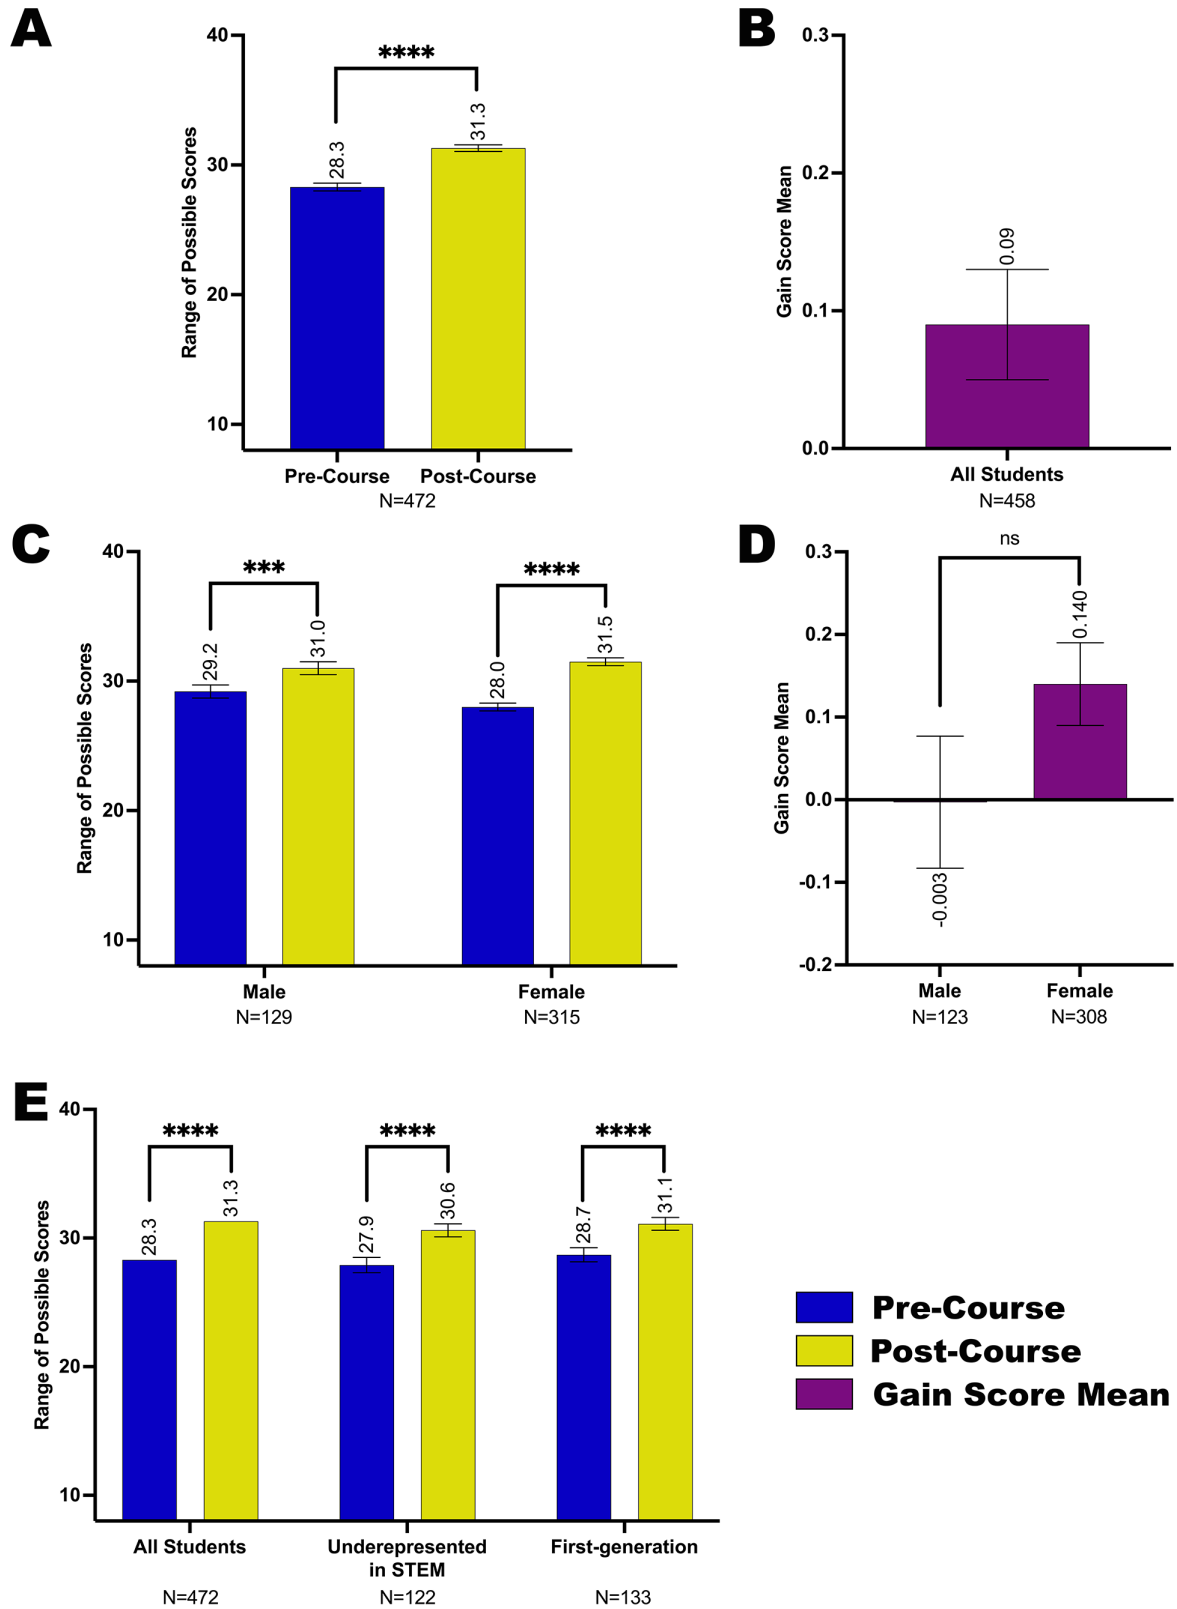 A
40
30
20
10
Range of Possible Scores
****
28.3
31.3
Pre-Course
Post-Course
N=472
B
0.3
0.2
0.1
0.0
Gain Score Mean
0.09
All Students
N=458
C
40
30
20
10
Range of Possible Scores
***
29.2
31.0
****
28.0
31.5
Male
N=129
Female
N=315
D
0.3
0.2
0.1
0.0
-0.1
-0.2
Gain Score Mean
ns
-0.003
0.140
Male
N=123
Female
N=308
E
40
30
20
10
Range of Possible Scores
****
28.3
31.3
****
27.9
30.6
****
28.7
31.1
All Students
N=472
Underepresented
in STEM
N=122
First-generation
N=133
Pre-Course
Post-Course
Gain Score Mean